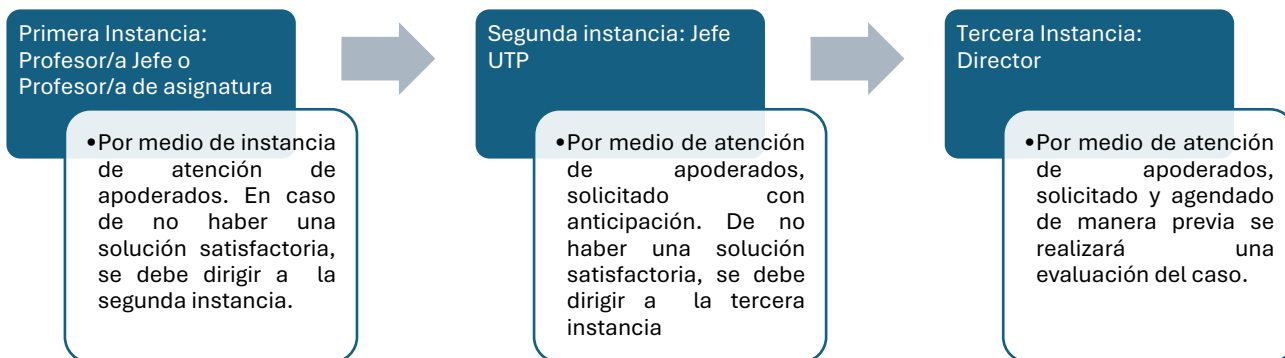 Primera Instancia:
Profesor/a Jefe o
Profesor/a de asignatura
•Por medio de instancia
de atención de
apoderados. En caso
de no haber una
solución satisfactoria,
se debe dirigir a la
segunda instancia.
Segunda instancia: Jefe
UTP
•Por medio de atención
de apoderados,
solicitado con
anticipación. De no
haber una solución
satisfactoria, se debe
dirigir a la tercera
instancia
Tercera Instancia:
Director
•Por medio de atención
de apoderados,
solicitado y agendado
de manera previa se
realizará una
evaluación del caso.